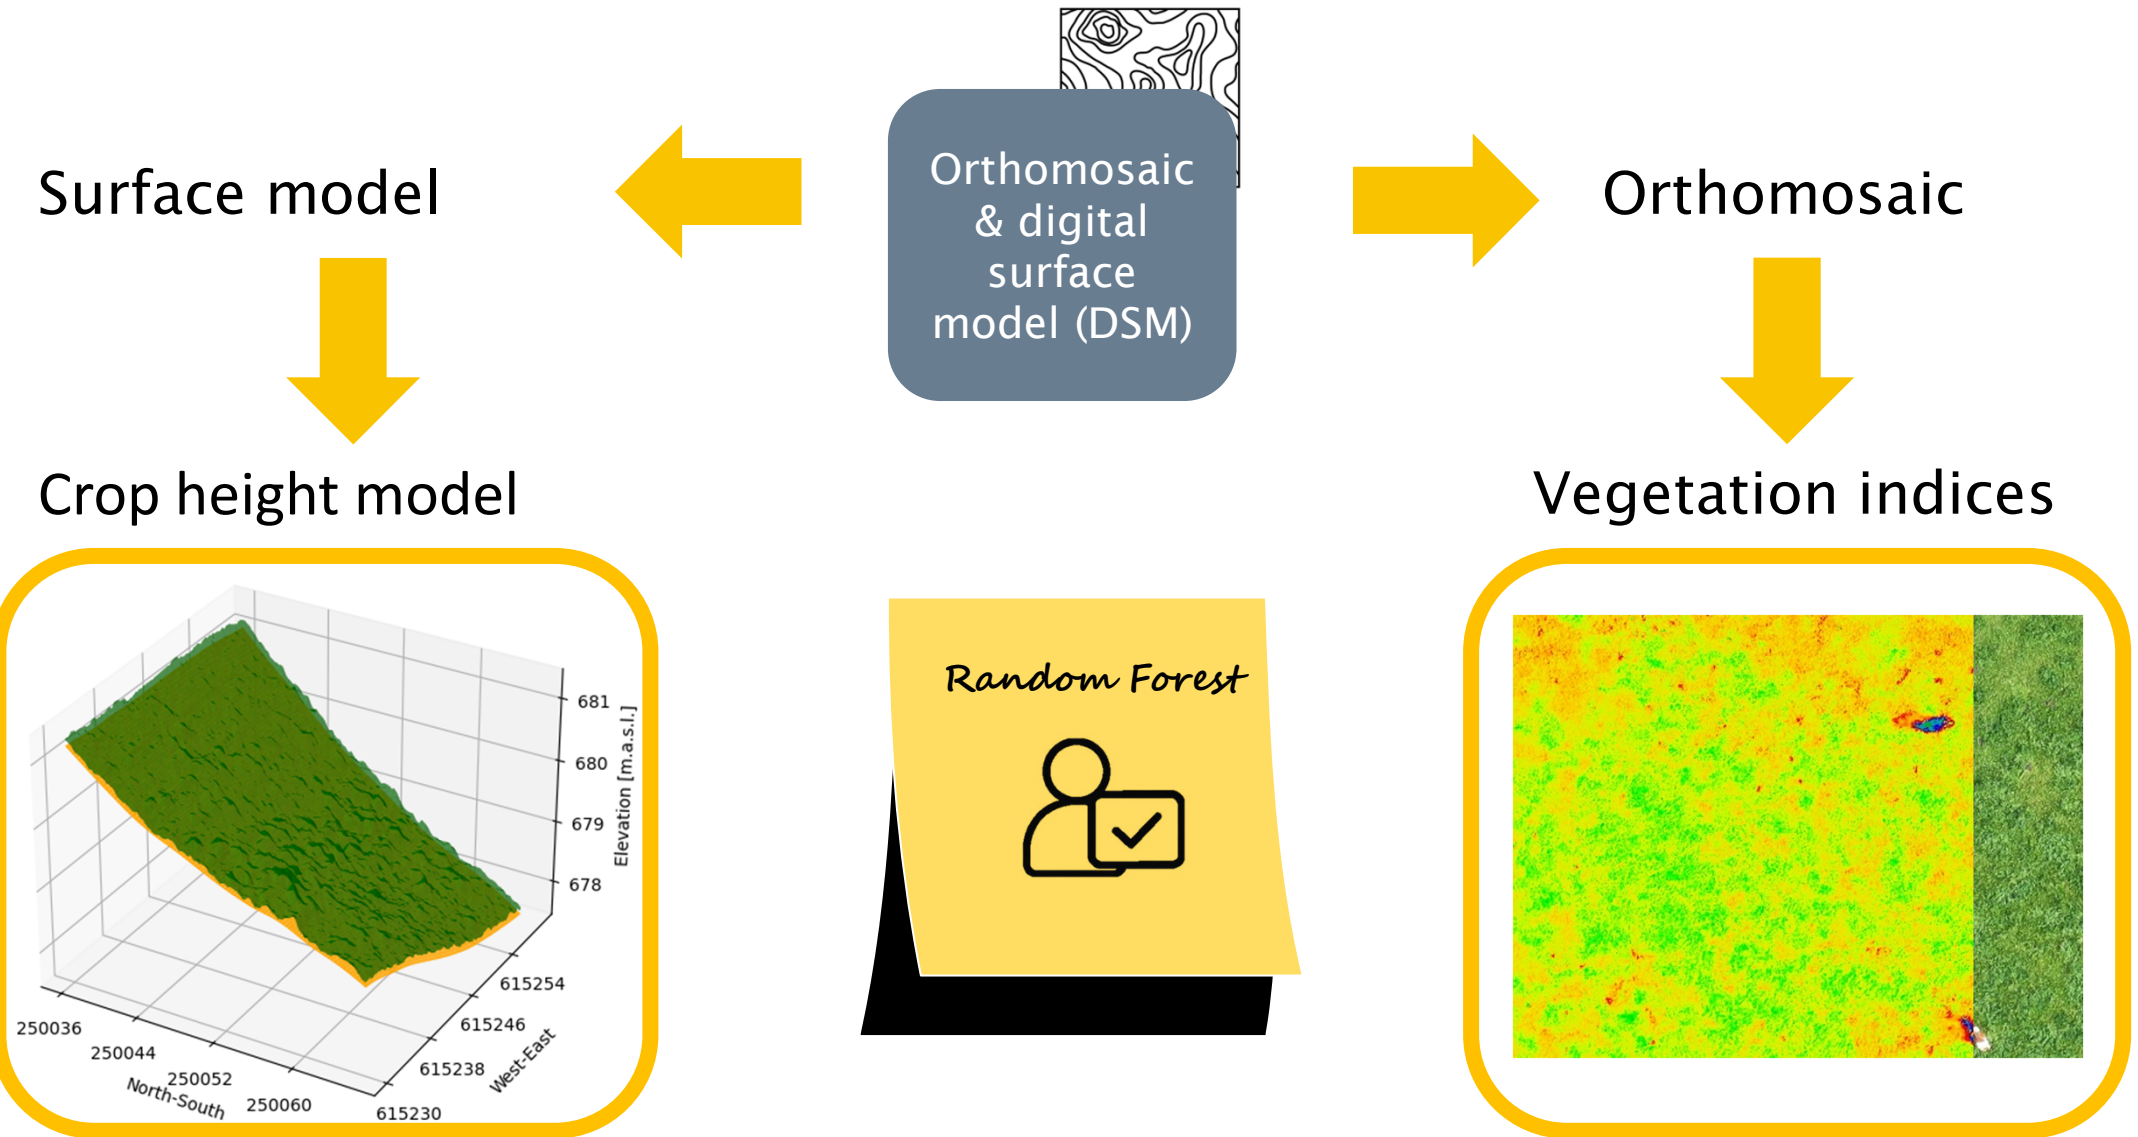 Orthomosaic
& digital
surface
model (DSM)
Surface model
Orthomosaic
Crop height model
Vegetation indices
Random Forest
681
680
679
678
Elevation [m.a.s.l.]
615254
615246
615238
615230
West-East
250036
250044
250052
250060
North-South